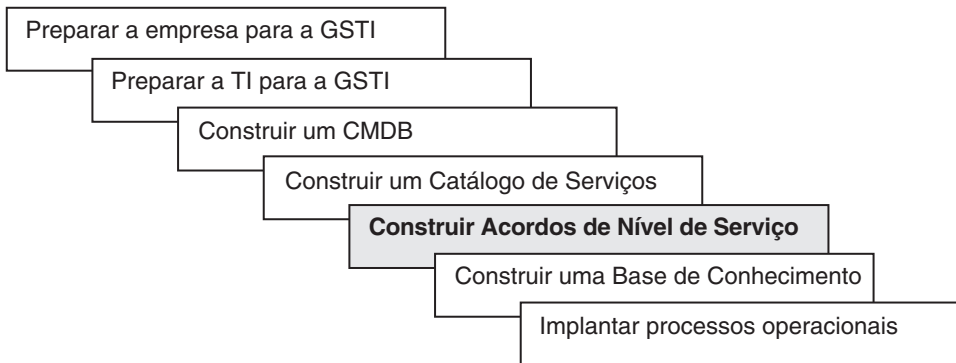 Preparar a empresa para a GSTI
Preparar a TI para a GSTI
Construir um CMDB
Construir um Catálogo de Serviços
Construir Acordos de Nível de Serviço
Construir uma Base de Conhecimento
Implantar processos operacionais